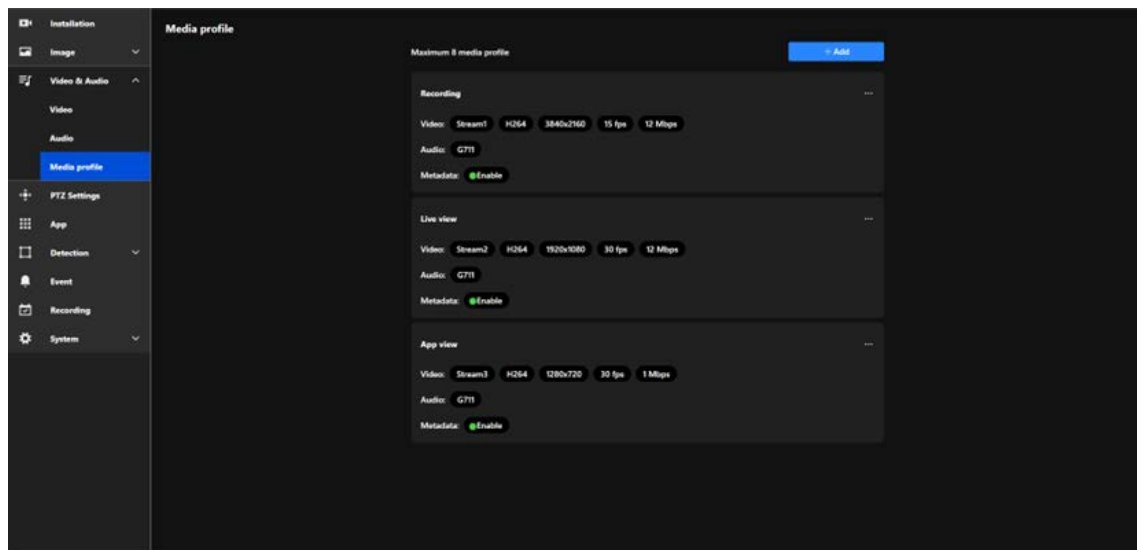 Installation
Image
Video & Audio
Video
Audio
Media profile
PTZ Settings
App
Detection
Event
Recording
System
Media profile
Maximum 8 media profile
+ Add
Recording ...
Video: Stream1 H264 3840x2160 15 fps 12 Mbps
Audio: G711
Metadata: Enable
Live view ...
Video: Stream2 H264 1920x1080 30 fps 12 Mbps
Audio: G711
Metadata: Enable
App view ...
Video: Stream3 H264 1280x720 30 fps 1 Mbps
Audio: G711
Metadata: Enable